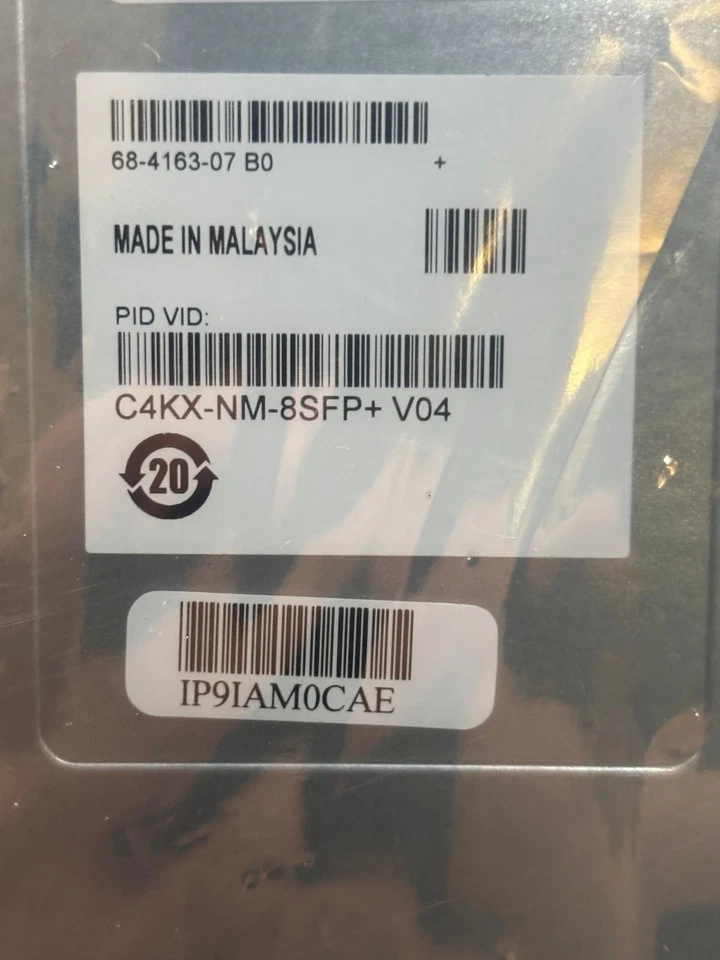 68-4163-07 B0 +
MADE IN MALAYSIA
PID VID:
C4KX-NM-8SFP+ V04
20
IP9IAM0CAE